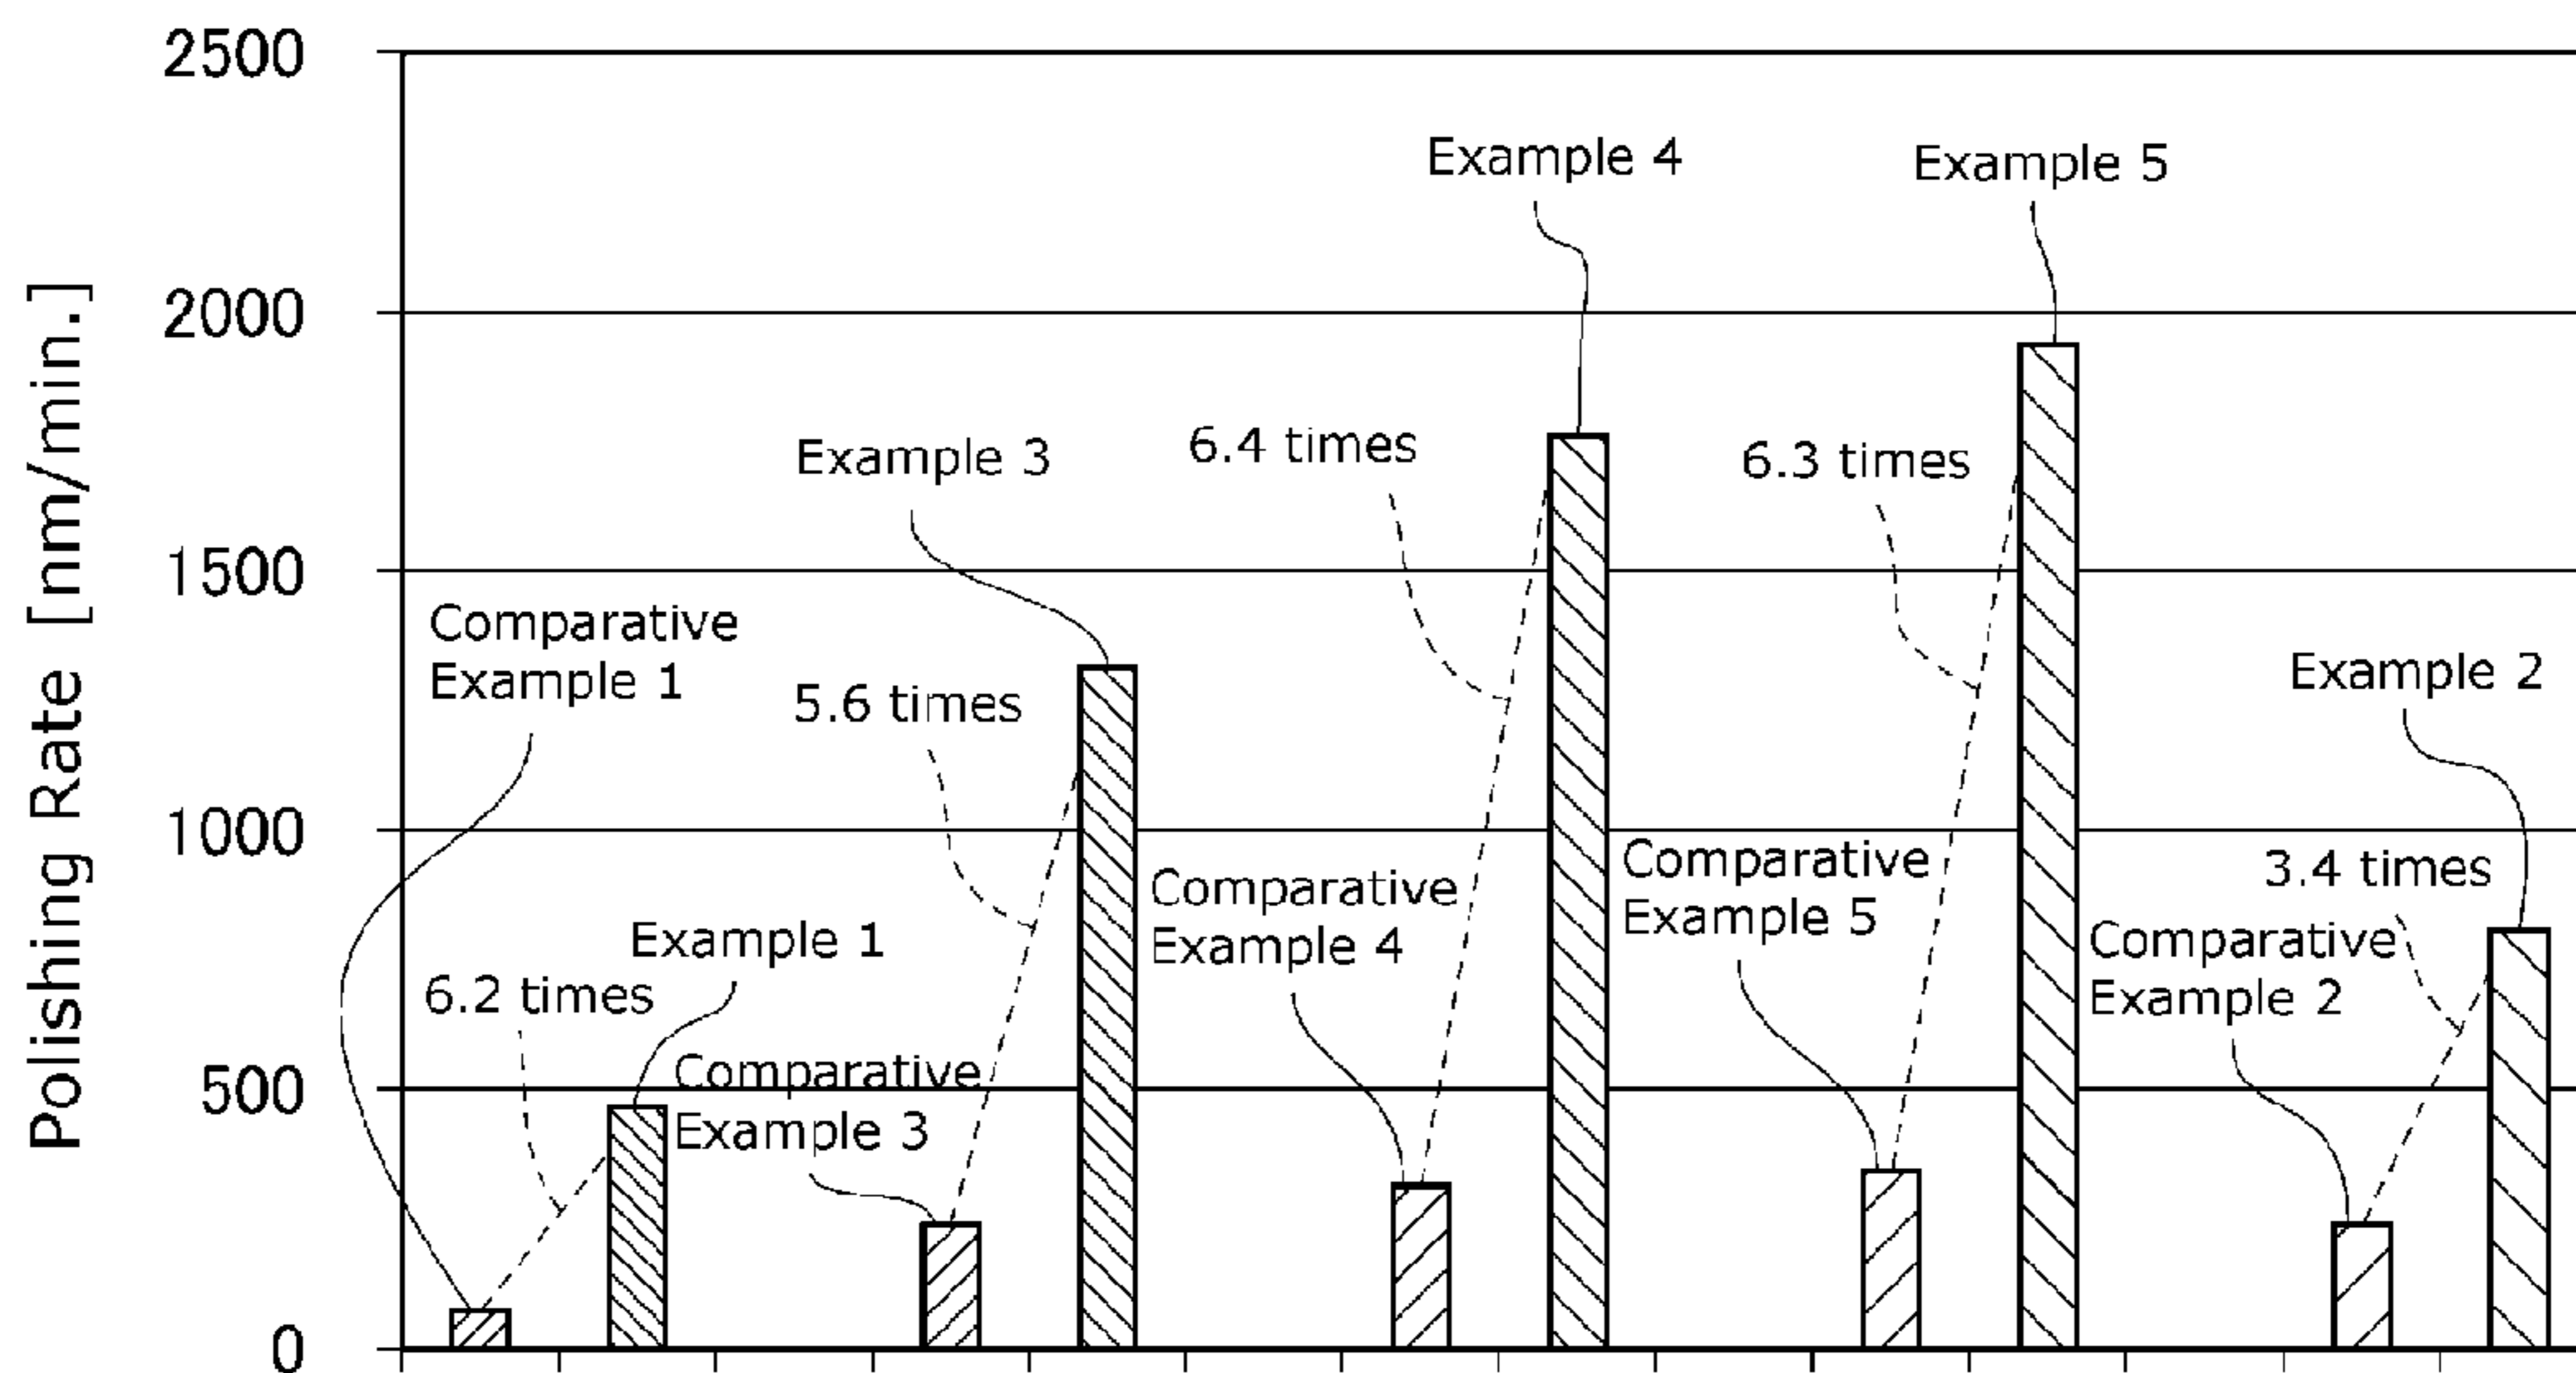 Polishing Rate [nm/min.]
2500
2000
1500
1000
500
0
Comparative
Example 1
6.2 times
Example 1
Comparative
Example 3
5.6 times
Example 3
Comparative
Example 4
6.4 times
Example 4
Comparative
Example 5
6.3 times
Example 5
Comparative
Example 2
3.4 times
Example 2